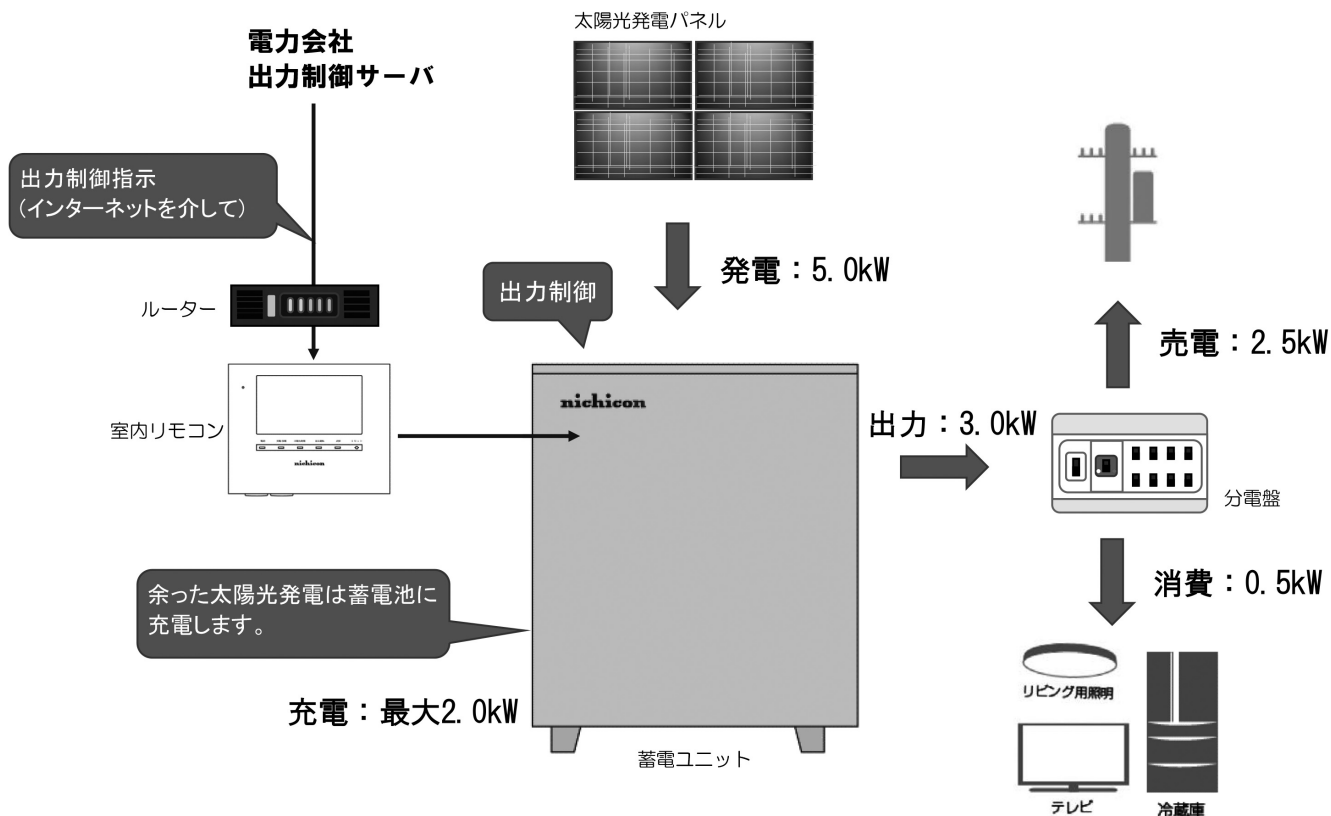 太陽光発電パネル
電力会社
出力制御サーバ
出力制御指示
(インターネットを介して)
発電：5.0kW
出力制御
ルーター
売電：2.5kW
nichicon
出力：3.0kW
室内リモコン
nichicon
分電盤
消費：0.5kW
余った太陽光発電は蓄電池に
充電します。
リビング用照明
充電：最大2.0kW
蓄電ユニット
テレビ
冷蔵庫